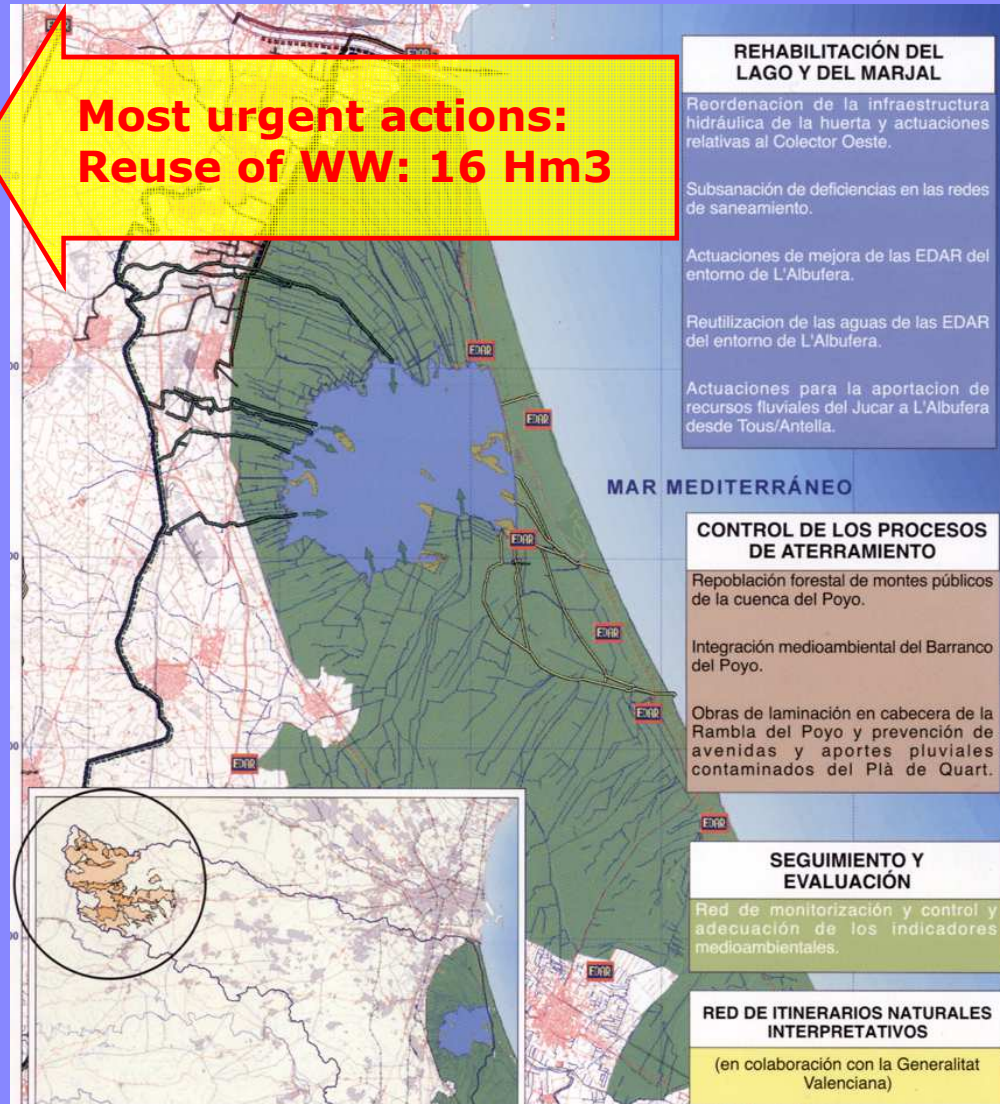 Most urgent actions:
Reuse of WW: 16 Hm3
EDAR
EDAR
EDAR
EDAR
EDAR
EDAR
EDAR
EDAR
EDAR
EDAR
MAR MEDITERRÁNEO
REHABILITACIÓN DEL
LAGO Y DEL MARJAL
Reordenacion de la infraestructura
hidráulica de la huerta y actuaciones
relativas al Colector Oeste.
Subsanación de deficiencias en las redes
de saneamiento.
Actuaciones de mejora de las EDAR del
entorno de L'Albufera.
Reutilizacion de las aguas de las EDAR
del entorno de L'Albufera.
Actuaciones para la aportacion de
recursos fluviales del Jucar a L'Albufera
desde Tous/Antella.
CONTROL DE LOS PROCESOS
DE ATERRAMIENTO
Repoblación forestal de montes públicos
de la cuenca del Poyo.
Integración medioambiental del Barranco
del Poyo.
Obras de laminación en cabecera de la
Rambla del Poyo y prevención de
avenidas y aportes pluviales
contaminados del Plà de Quart.
SEGUIMIENTO Y
EVALUACIÓN
Red de monitorización y control y
adecuación de los indicadores
medioambientales.
RED DE ITINERARIOS NATURALES
INTERPRETATIVOS
(en colaboración con la Generalitat
Valenciana)